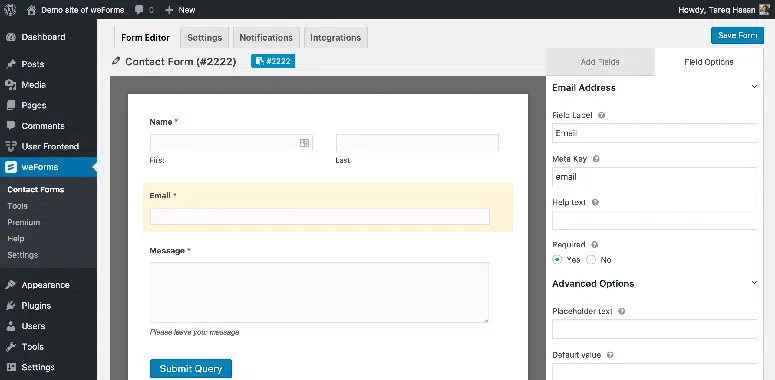 Demo site of weForms 0 + New Howdy, Tareq Hasan
Dashboard
Posts
Media
Pages
Comments
User Frontend
weForms
Contact Forms
Tools
Premium
Help
Settings
Appearance
Plugins
Users
Tools
Settings
Form Editor Settings Notifications Integrations Save Form
Contact Form (#2222) #2222
Name *
First Last
Email *
Message *
Please leave your message
Submit Query
Add Fields Field Options
Email Address
Field Label ?
Email
Meta Key ?
email
Help text ?
Required ?
Yes No
Advanced Options
Placeholder text ?
Default value ?